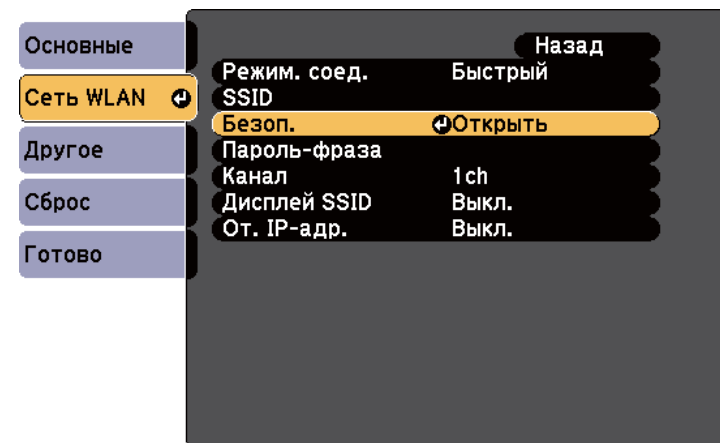 Основные
Сеть WLAN
Другое
Сброс
Готово
Назад
Режим. соед. Быстрый
SSID
Безоп. Открыть
Пароль-фраза
Канал 1ch
Дисплей SSID Выкл.
От. IP-адр. Выкл.